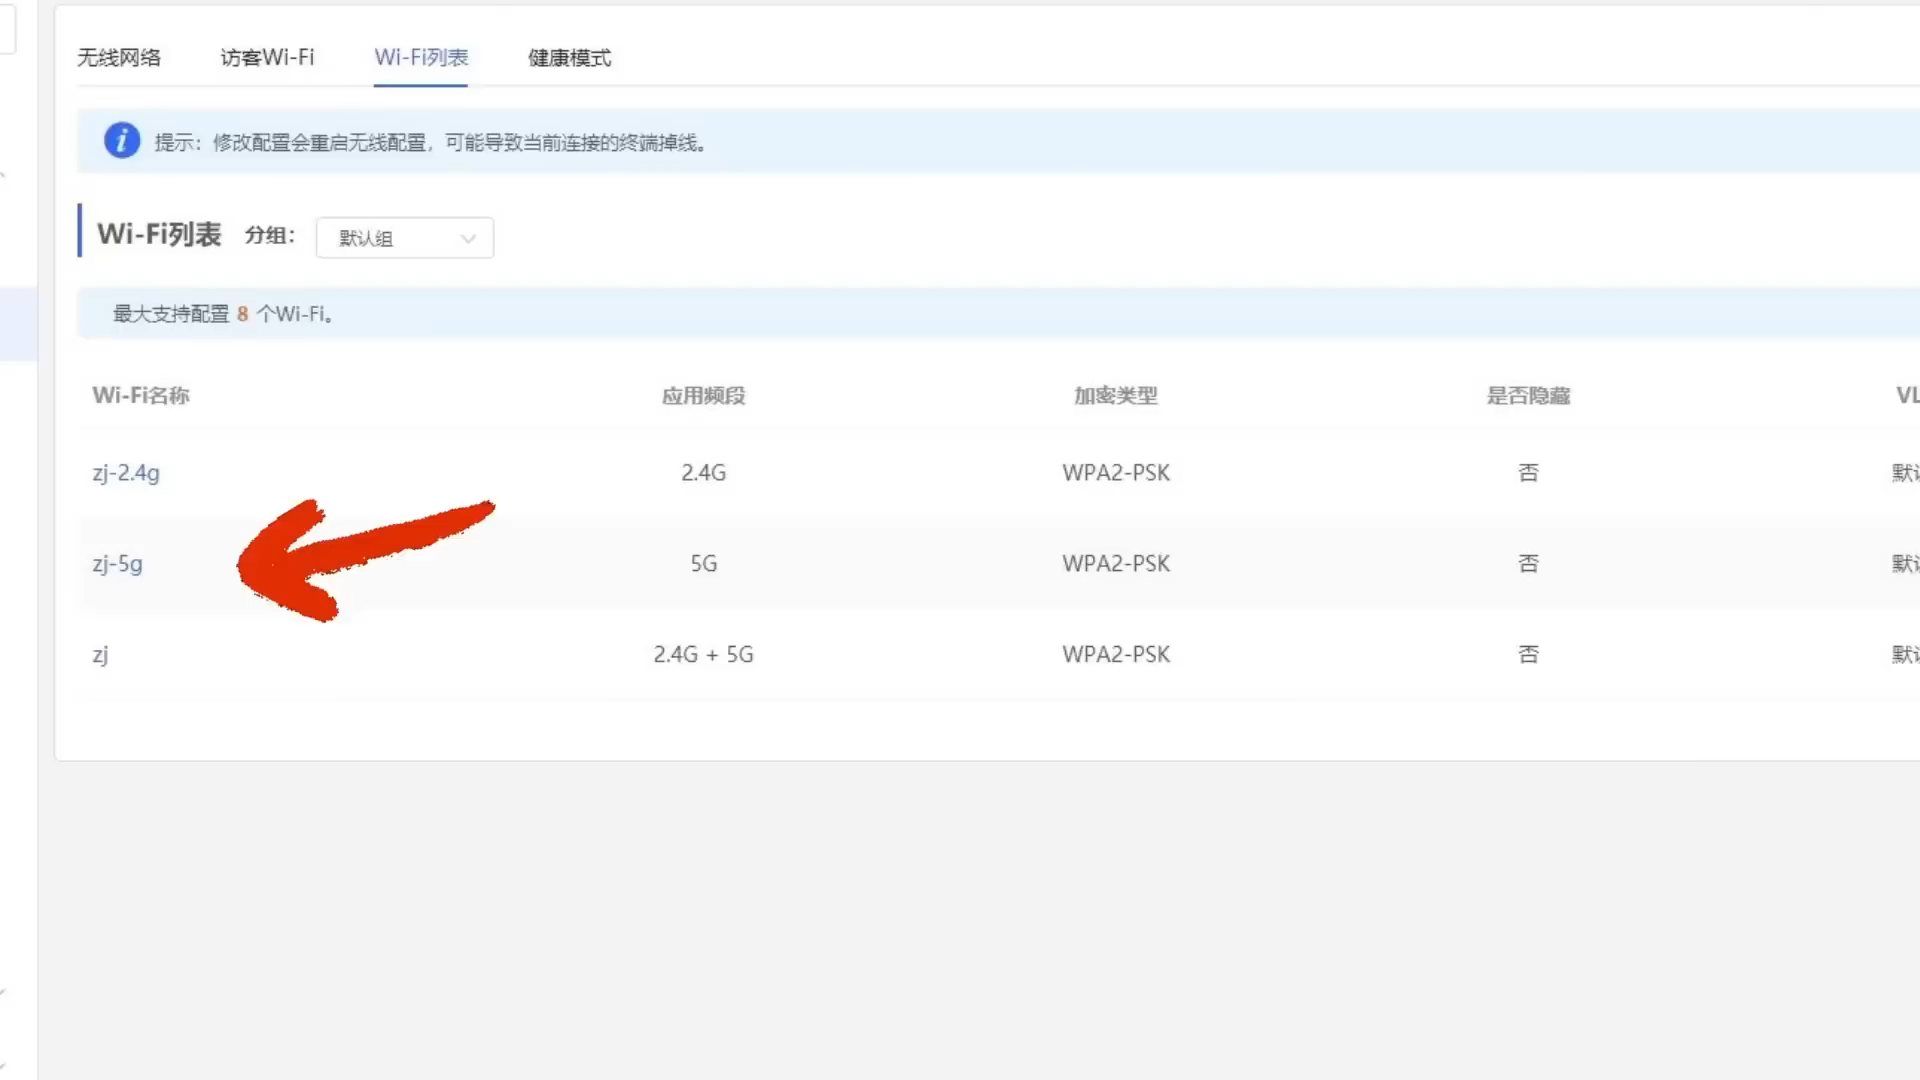 无线网络 访客Wi-Fi Wi-Fi列表 健康模式
提示：修改配置会重启无线配置，可能导致当前连接的终端掉线。
Wi-Fi列表 分组： 默认组
最大支持配置 8 个Wi-Fi。
Wi-Fi名称 应用频段 加密类型 是否隐藏 VL
zj-2.4g 2.4G WPA2-PSK 否 默
zj-5g 5G WPA2-PSK 否 默
zj 2.4G + 5G WPA2-PSK 否 默